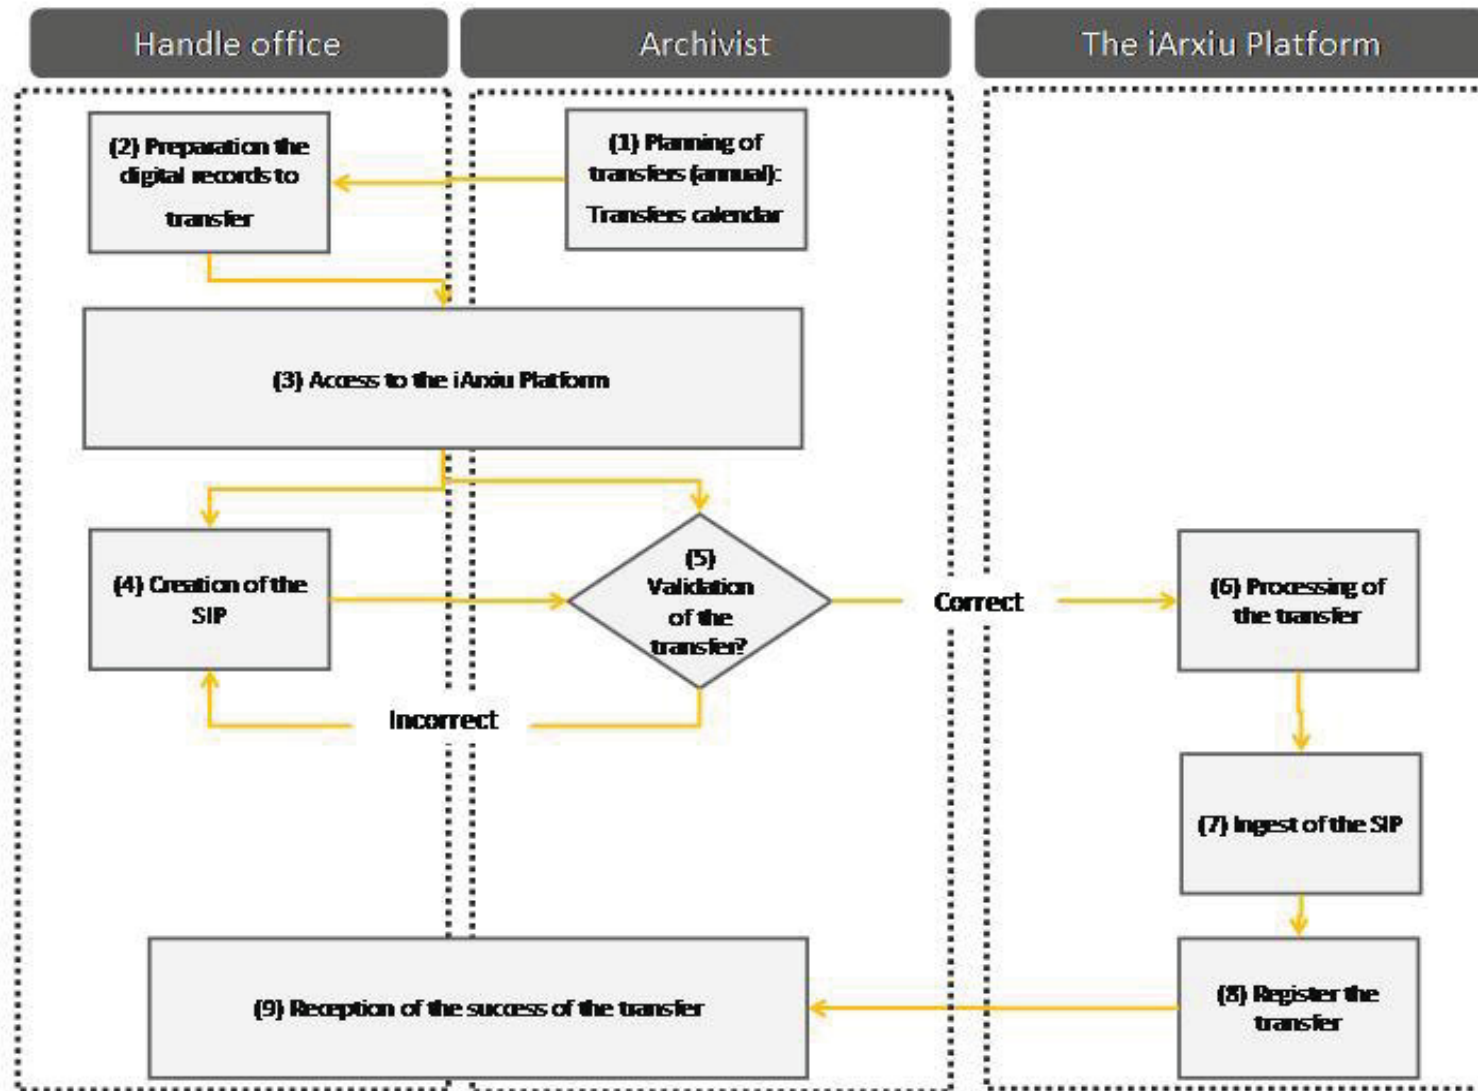 Handle office
Archivist
The iArxiu Platform
(2) Preparation the
digital records to
transfer
(1) Planning of
transfers (annual):
Transfers calendar
(3) Access to the iArxiu Platform
(4) Creation of the
SIP
(5)
Validation
of the
transfer?
Correct
(6) Processing of
the transfer
Incorrect
(7) Ingest of the SIP
(9) Reception of the success of the transfer
(8) Register the
transfer